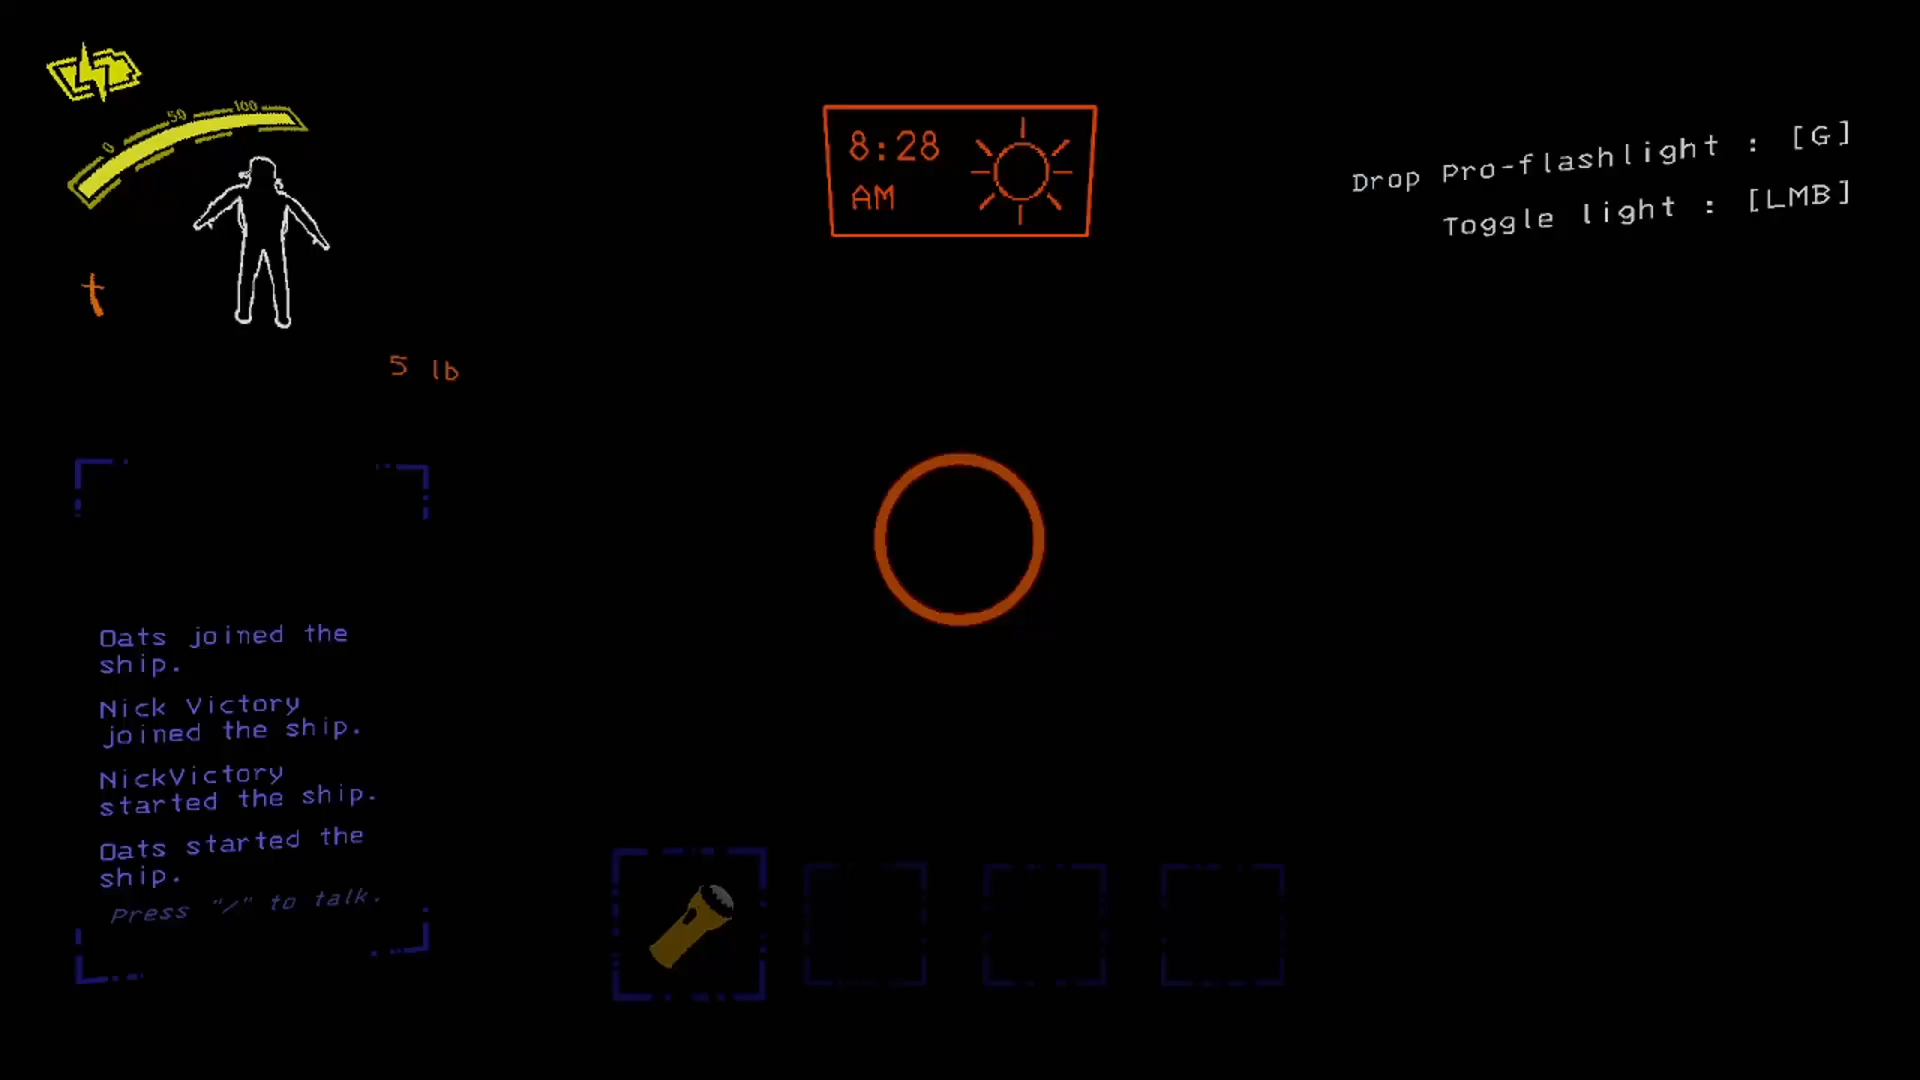 0 50 100
8:28
AM
Drop Pro-flashlight : [G]
Toggle light : [LMB]
t
5 lb
Oats joined the
ship.
Nick Victory
joined the ship.
NickVictory
started the ship.
Oats started the
ship.
Press "/" to talk.